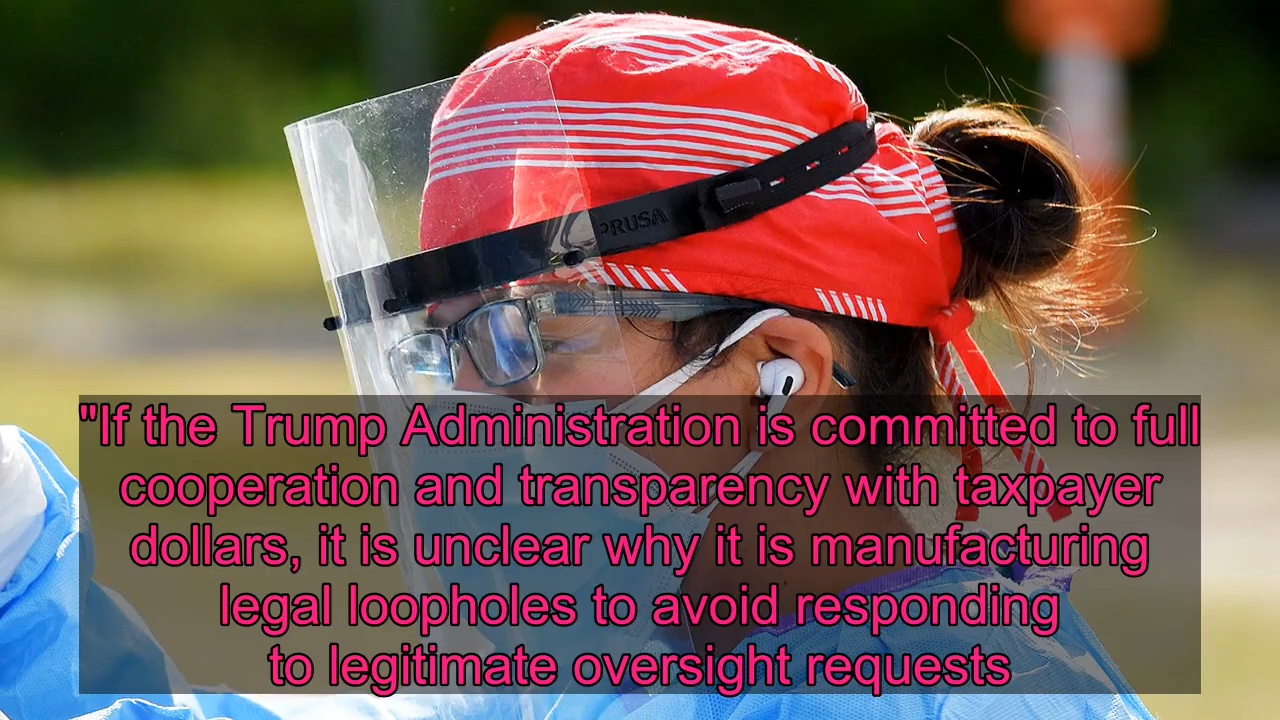 PRUSA
"If the Trump Administration is committed to full
cooperation and transparency with taxpayer
dollars, it is unclear why it is manufacturing
legal loopholes to avoid responding
to legitimate oversight requests